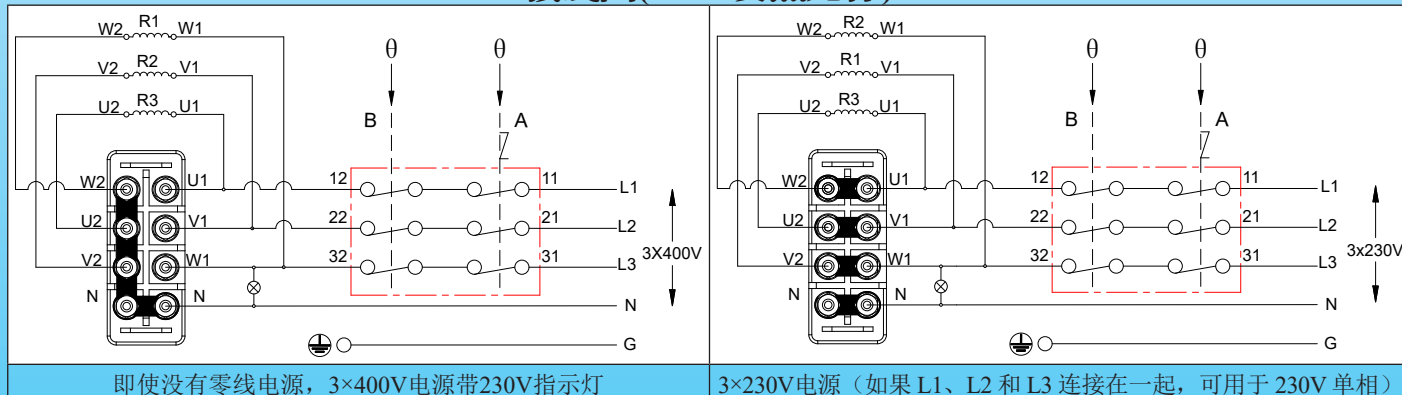 R1
W2 W1
R2
V2 V1
R3
U2 U1
θ θ
B A
W2 U1 12 11 L1
U2 V1 22 21 L2
V2 W1 32 31 L3
3X400V
N N N
G
即使没有零线电源，3×400V电源带230V指示灯
R2
W2 W1
R1
V2 V1
R3
U2 U1
θ θ
B A
W2 U1 12 11 L1
U2 V1 22 21 L2
V2 W1 32 31 L3
3x230V
N N N
G
3×230V电源（如果 L1、L2 和 L3 连接在一起，可用于 230V 单相）